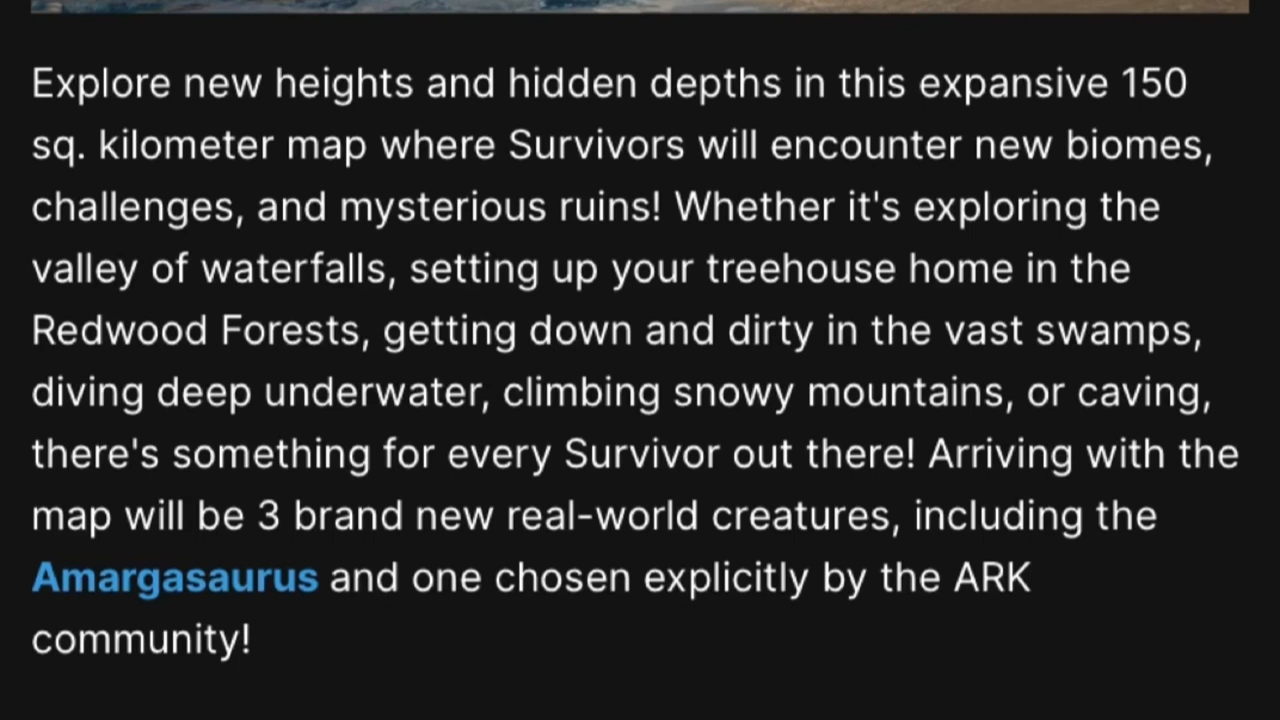 Explore new heights and hidden depths in this expansive 150
sq. kilometer map where Survivors will encounter new biomes,
challenges, and mysterious ruins! Whether it's exploring the
valley of waterfalls, setting up your treehouse home in the
Redwood Forests, getting down and dirty in the vast swamps,
diving deep underwater, climbing snowy mountains, or caving,
there's something for every Survivor out there! Arriving with the
map will be 3 brand new real-world creatures, including the
Amargasaurus and one chosen explicitly by the ARK
community!